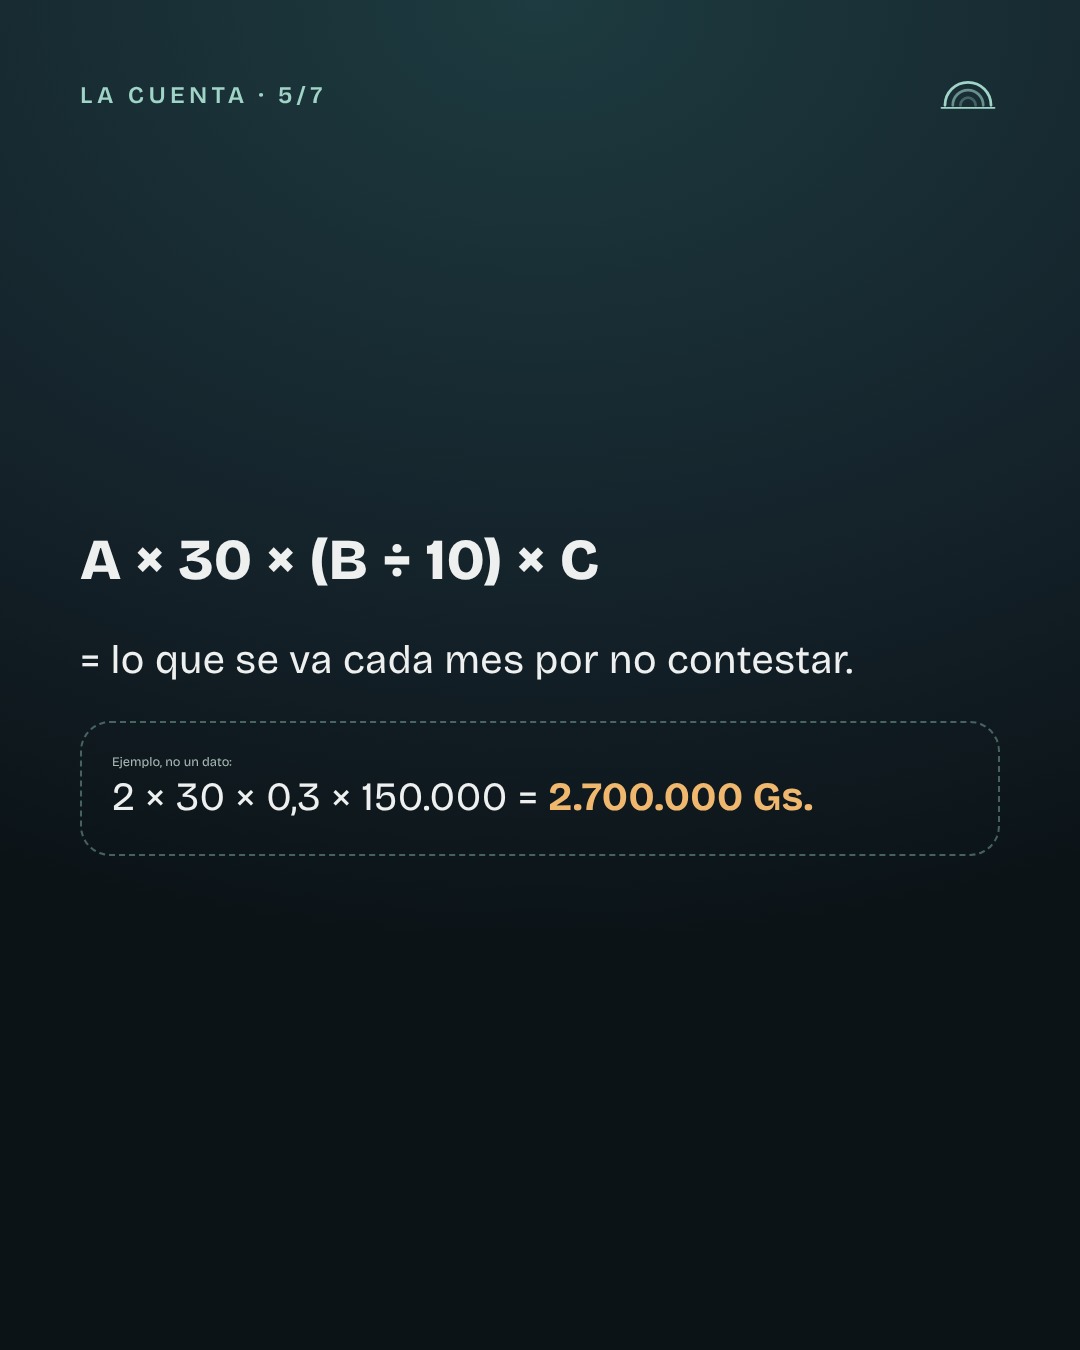 LA CUENTA · 5/7
A × 30 × (B ÷ 10) × C
= lo que se va cada mes por no contestar.
Ejemplo, no un dato:
2 × 30 × 0,3 × 150.000 = 2.700.000 Gs.